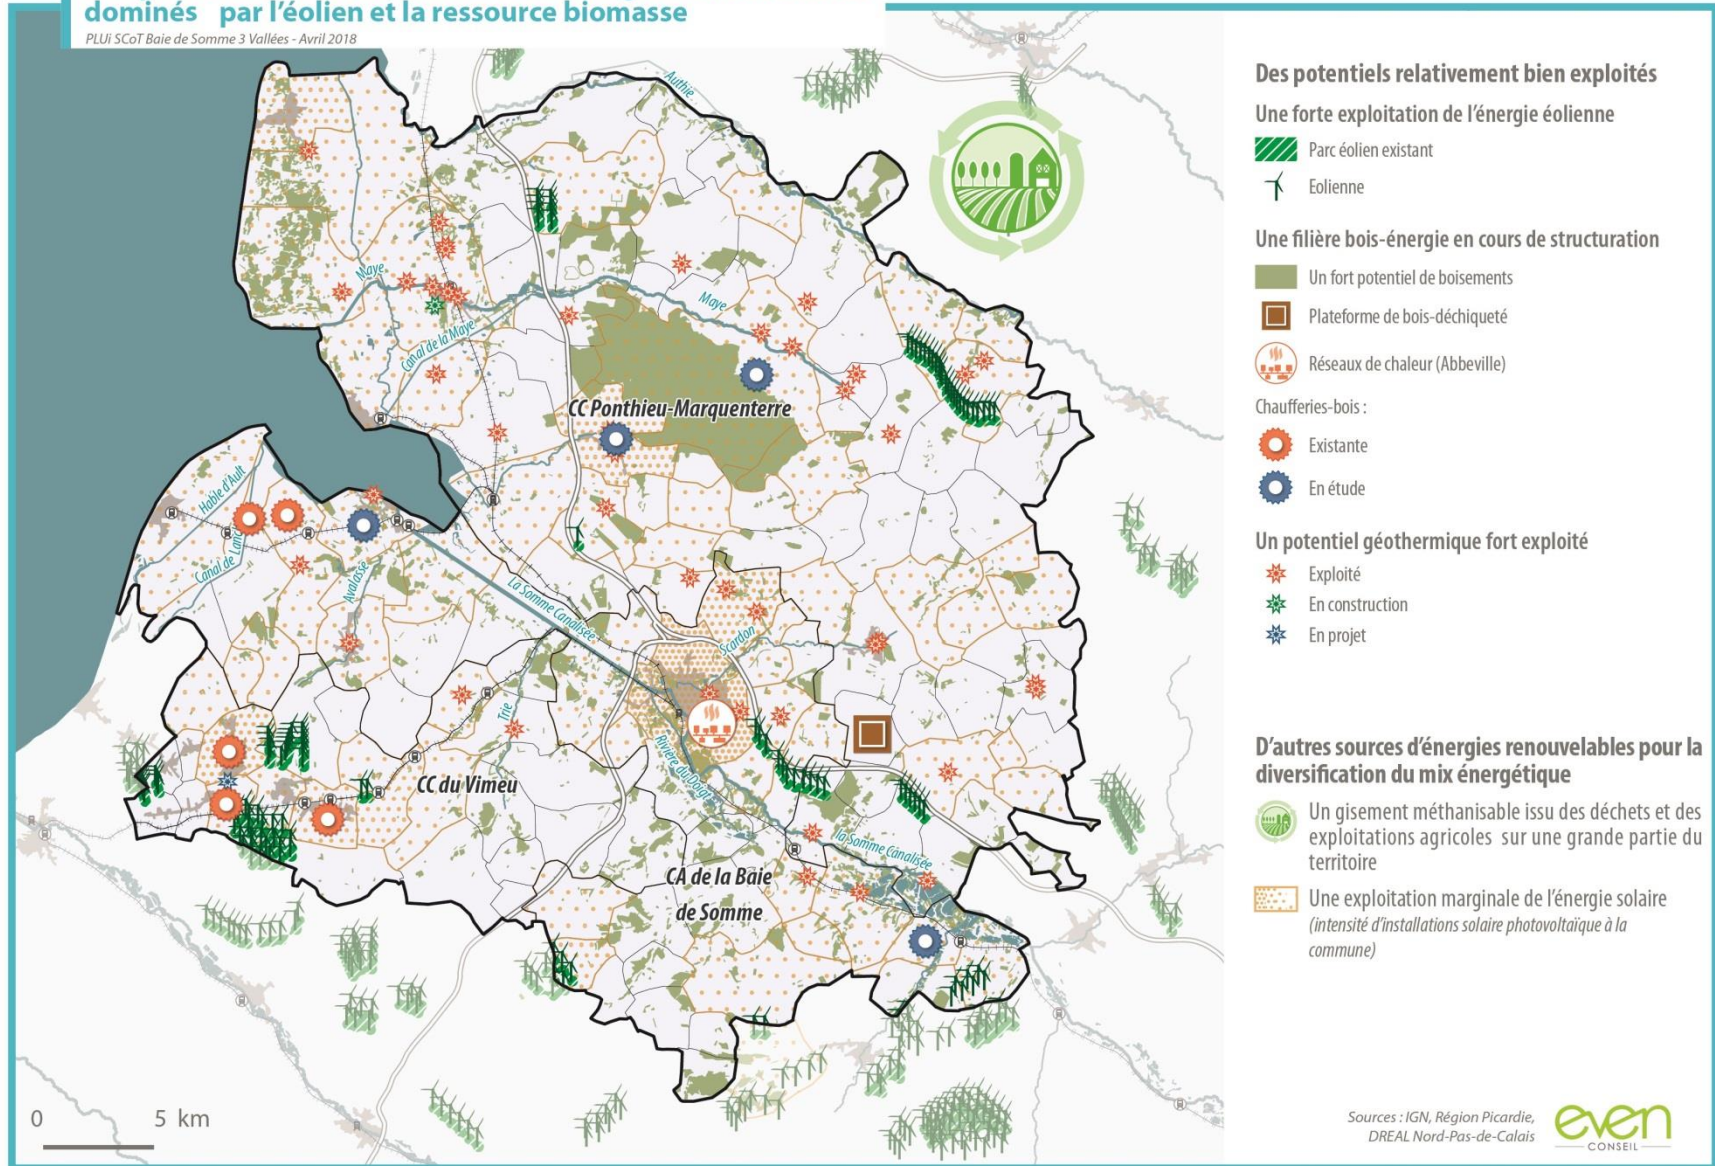 dominés par l'éolien et la ressource biomasse
PLUi SCoT Baie de Somme 3 Vallées - Avril 2018
Authie
Maye
Maye
Canal de la Maye
CC Ponthieu-Marquenterre
Hable d'Ault
Canal de Lanc
Avalasse
La Somme Canalisée
Scardon
Trie
Rivière du Doigt
CC du Vimeu
la Somme Canalisée
CA de la Baie
de Somme
0 5 km
Des potentiels relativement bien exploités
Une forte exploitation de l'énergie éolienne
Parc éolien existant
Eolienne
Une filière bois-énergie en cours de structuration
Un fort potentiel de boisements
Plateforme de bois-déchiqueté
Réseaux de chaleur (Abbeville)
Chaufferies-bois :
Existante
En étude
Un potentiel géothermique fort exploité
Exploité
En construction
En projet
D'autres sources d'énergies renouvelables pour la
diversification du mix énergétique
Un gisement méthanisable issu des déchets et des
exploitations agricoles sur une grande partie du
territoire
Une exploitation marginale de l'énergie solaire
(intensité d'installations solaire photovoltaïque à la
commune)
Sources : IGN, Région Picardie,
DREAL Nord-Pas-de-Calais
even
CONSEIL